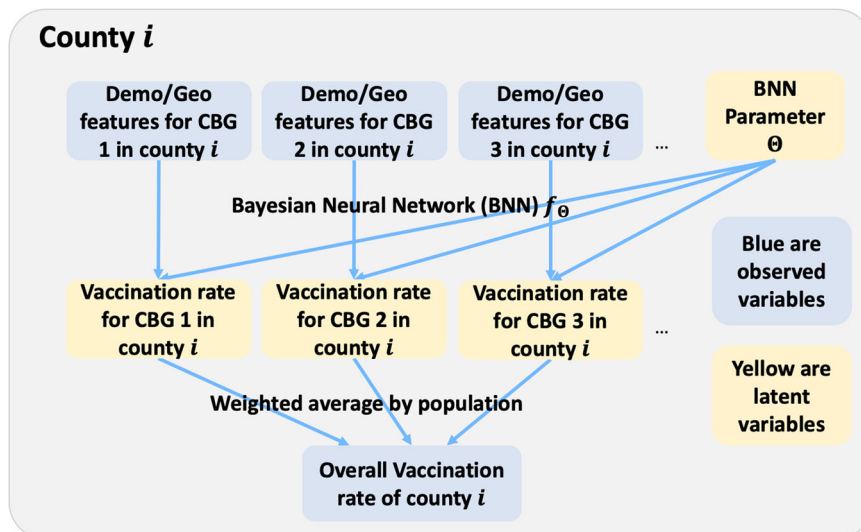 County i
Demo/Geo
features for CBG
1 in county i
Demo/Geo
features for CBG
2 in county i
Demo/Geo
features for CBG
3 in county i
...
BNN
Parameter
Θ
Bayesian Neural Network (BNN) f_Θ
Blue are
observed
variables
Vaccination rate
for CBG 1 in
county i
Vaccination rate
for CBG 2 in
county i
Vaccination rate
for CBG 3 in
county i
...
Yellow are
latent
variables
Weighted average by population
Overall Vaccination
rate of county i